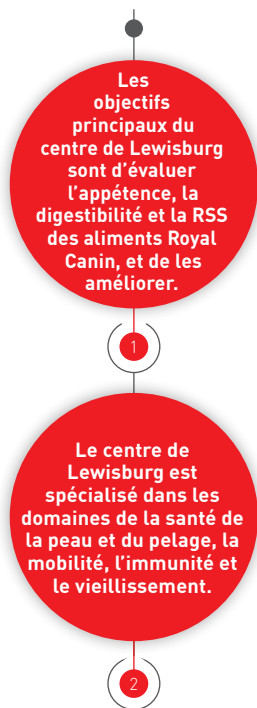 Les
objectifs
principaux du
centre de Lewisburg
sont d’évaluer
l’appétence, la
digestibilité et la RSS
des aliments Royal
Canin, et de les
améliorer.
1
Le centre de
Lewisburg est
spécialisé dans les
domaines de la santé de
la peau et du pelage, la
mobilité, l’immunité et
le vieillissement.
2